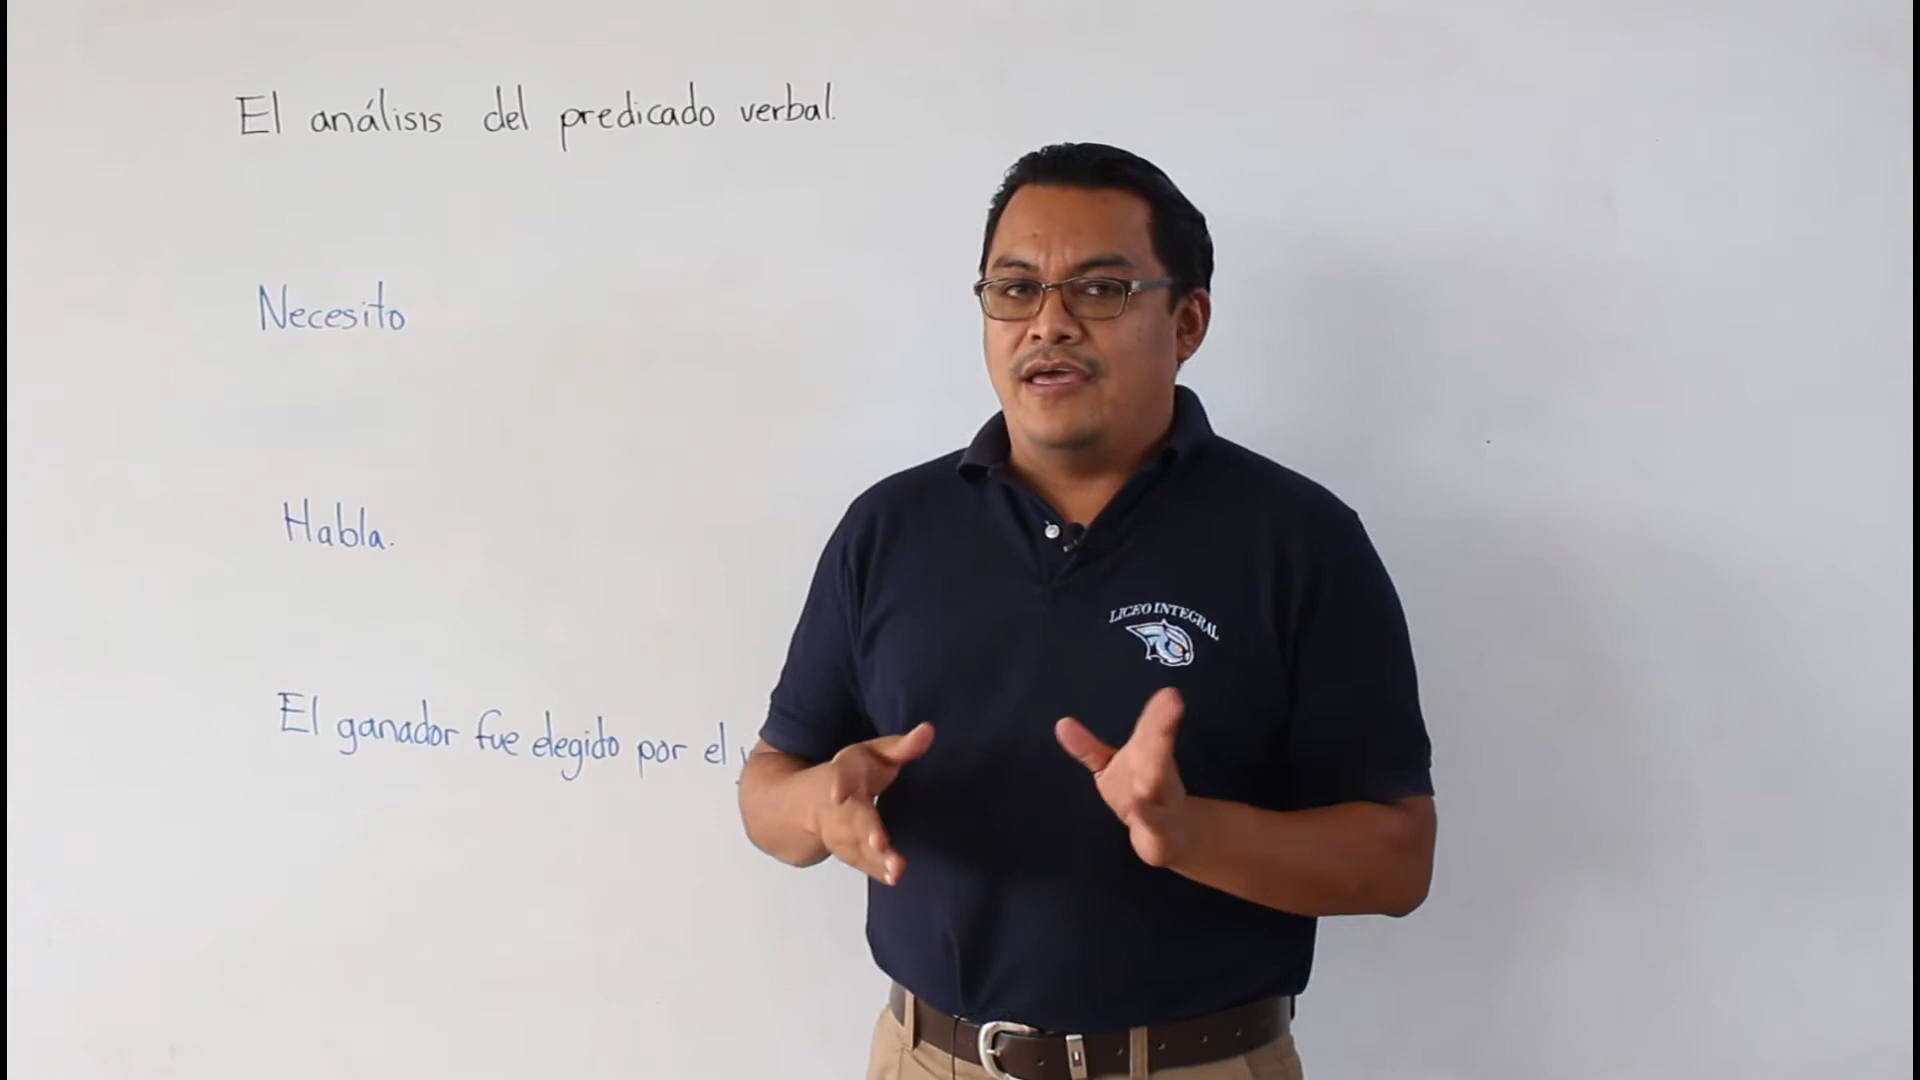 El análisis del predicado verbal.
Necesito
Habla.
LICEO INTEGRAL
El ganador fue elegido por el